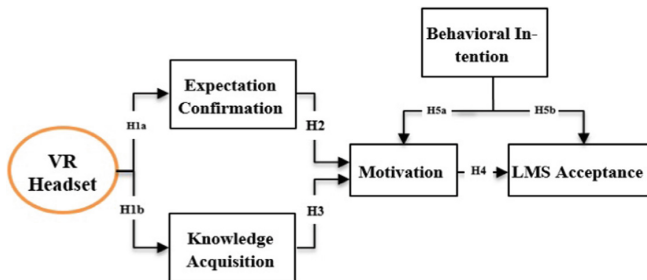 Behavioral In-
tention
Expectation
Confirmation
H1a
H2
H5a
H5b
VR
Headset
Motivation
H4
LMS Acceptance
H1b
H3
Knowledge
Acquisition